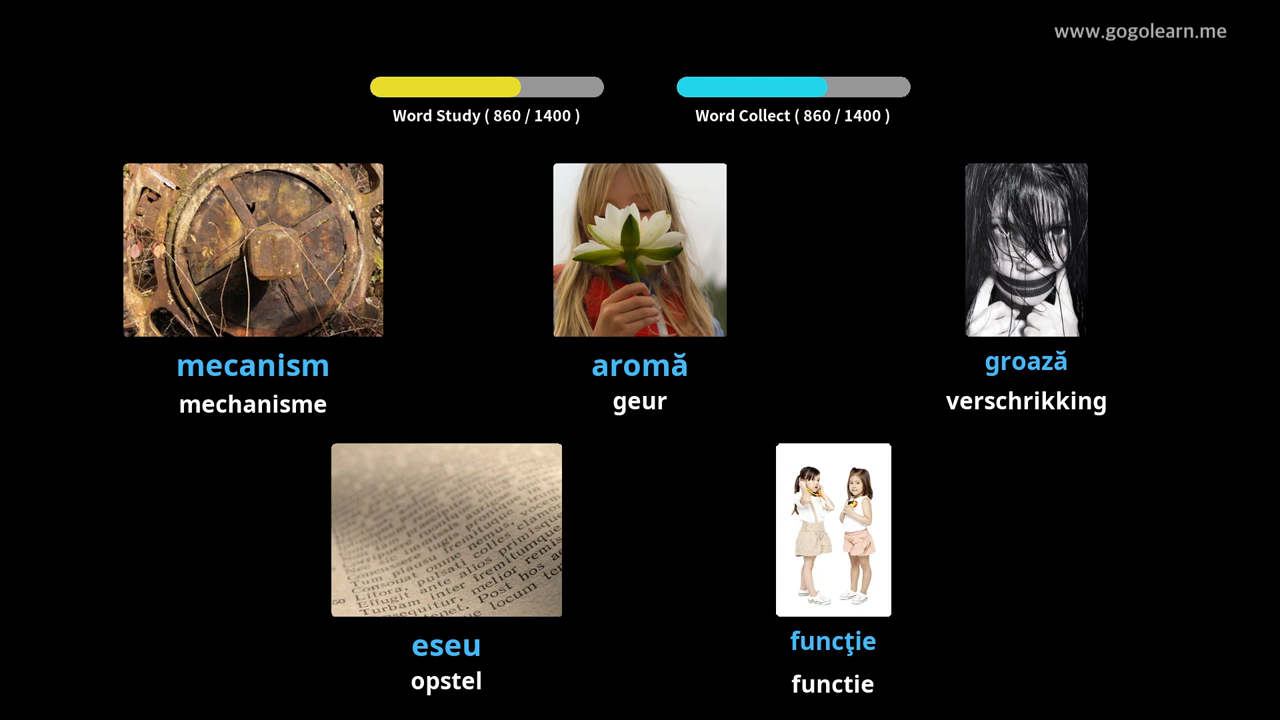 www.gogolearn.me
Word Study ( 860 / 1400 )
Word Collect ( 860 / 1400 )
mecanism
mechanisme
aromă
geur
groază
verschrikking
eseu
opstel
funcţie
functie